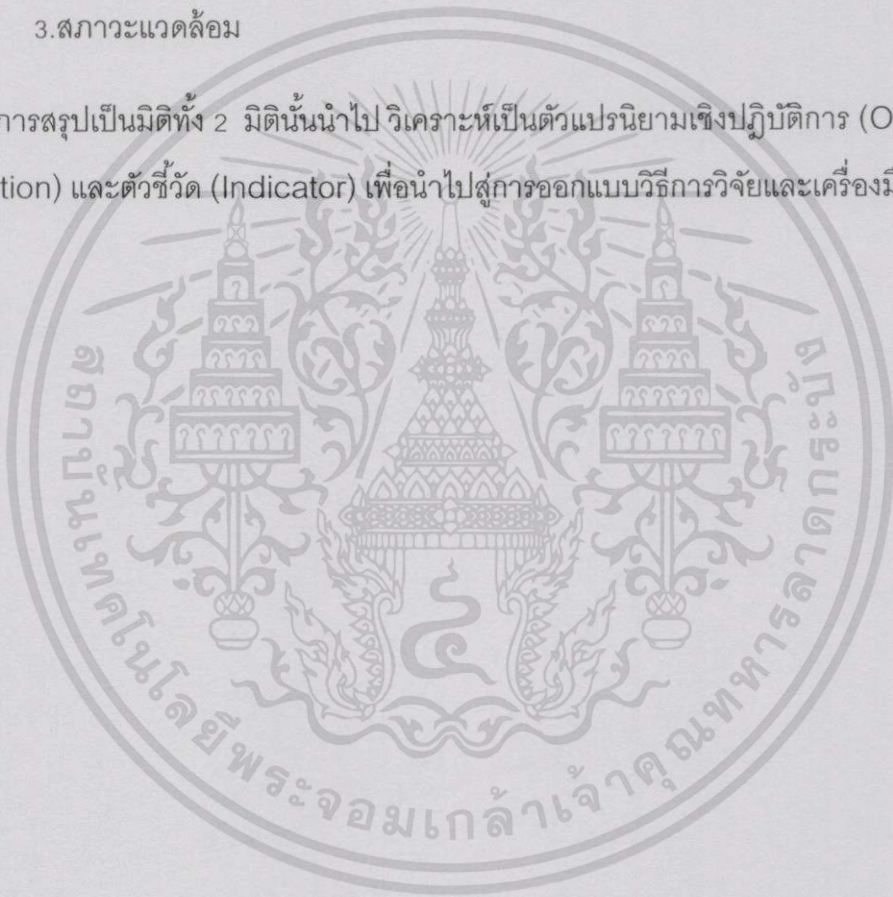 3.สภาวะแวดล้อม
การสรุปเป็นมิติทั้ง 2 มิตินั้นนำไป วิเคราะห์เป็นตัวแปรนิยามเชิงปฏิบัติการ (O
tion) และตัวชี้วัด (Indicator) เพื่อนำไปสู่การออกแบบวิธีการวิจัยและเครื่องมื
สถาบันเทคโนโลยีพระจอมเกล้าเจ้าคุณทหารลาดกระบัง
๔